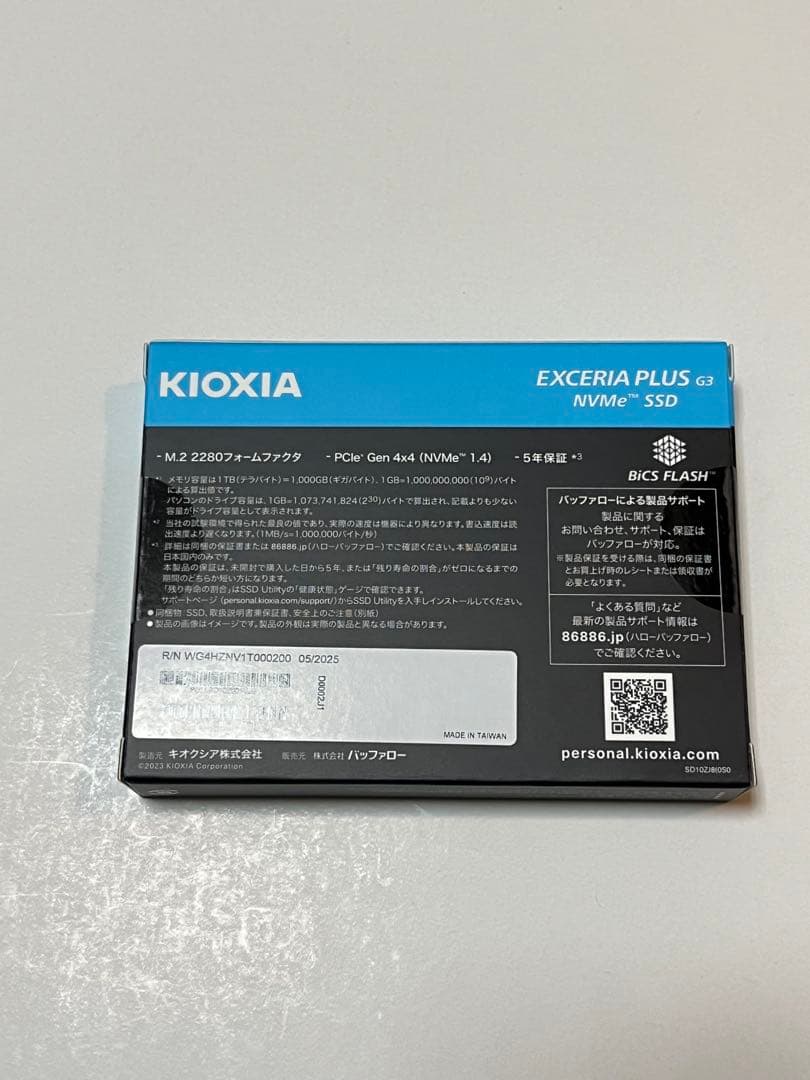 KIOXIA
EXCERIA PLUS G3
NVMe™ SSD
- M.2 2280フォームファクタ - PCIe® Gen 4x4 (NVMe™ 1.4) - 5年保証 *3
BiCS FLASH™
*1 メモリ容量は1TB(テラバイト)=1,000GB(ギガバイト)、1GB=1,000,000,000(10⁹)バイト
による算出値です。
パソコンのドライブ容量は、1GB=1,073,741,824(230)バイトで算出され、記載よりも少ない
容量がドライブ容量として表示されます。
*2 当社の試験環境で得られた最良の値であり、実際の速度は機器により異なります。書込速度は読
出速度より遅くなります。(1MB/s=1,000,000バイト/秒)
*3 詳細は同梱の保証書または 86886.jp(ハローバッファロー)でご確認ください。本製品の保証は
日本国内のみです。
本製品の保証は、未開封で購入した日から5年、または「残り寿命の割合」がゼロになるまでの
期間のどちらか短い方になります。
「残り寿命の割合」はSSD Utilityの「健康状態」ゲージで確認できます。
サポートページ (personal.kioxia.com/support/)からSSD Utilityを入手しインストールしてください。
●同梱物: SSD、取扱説明書兼保証書、安全上のご注意(別紙)
●製品の画像はイメージです。製品の外観は実際の製品と異なる場合があります。
バッファローによる製品サポート
製品に関する
お問い合わせ、サポート、保証は
バッファローが対応。
※製品保証を受ける際は、同梱の保証書
とお買上げ時のレシートまたは領収書が
必要となります。
「よくある質問」など
最新の製品サポート情報は
86886.jp(ハローバッファロー)
でご確認ください。
R/N WG4HZNV1T000200 05/2025
D0002J1
MADE IN TAIWAN
製造元 キオクシア株式会社 販売元 株式会社 バッファロー
©2023 KIOXIA Corporation
personal.kioxia.com